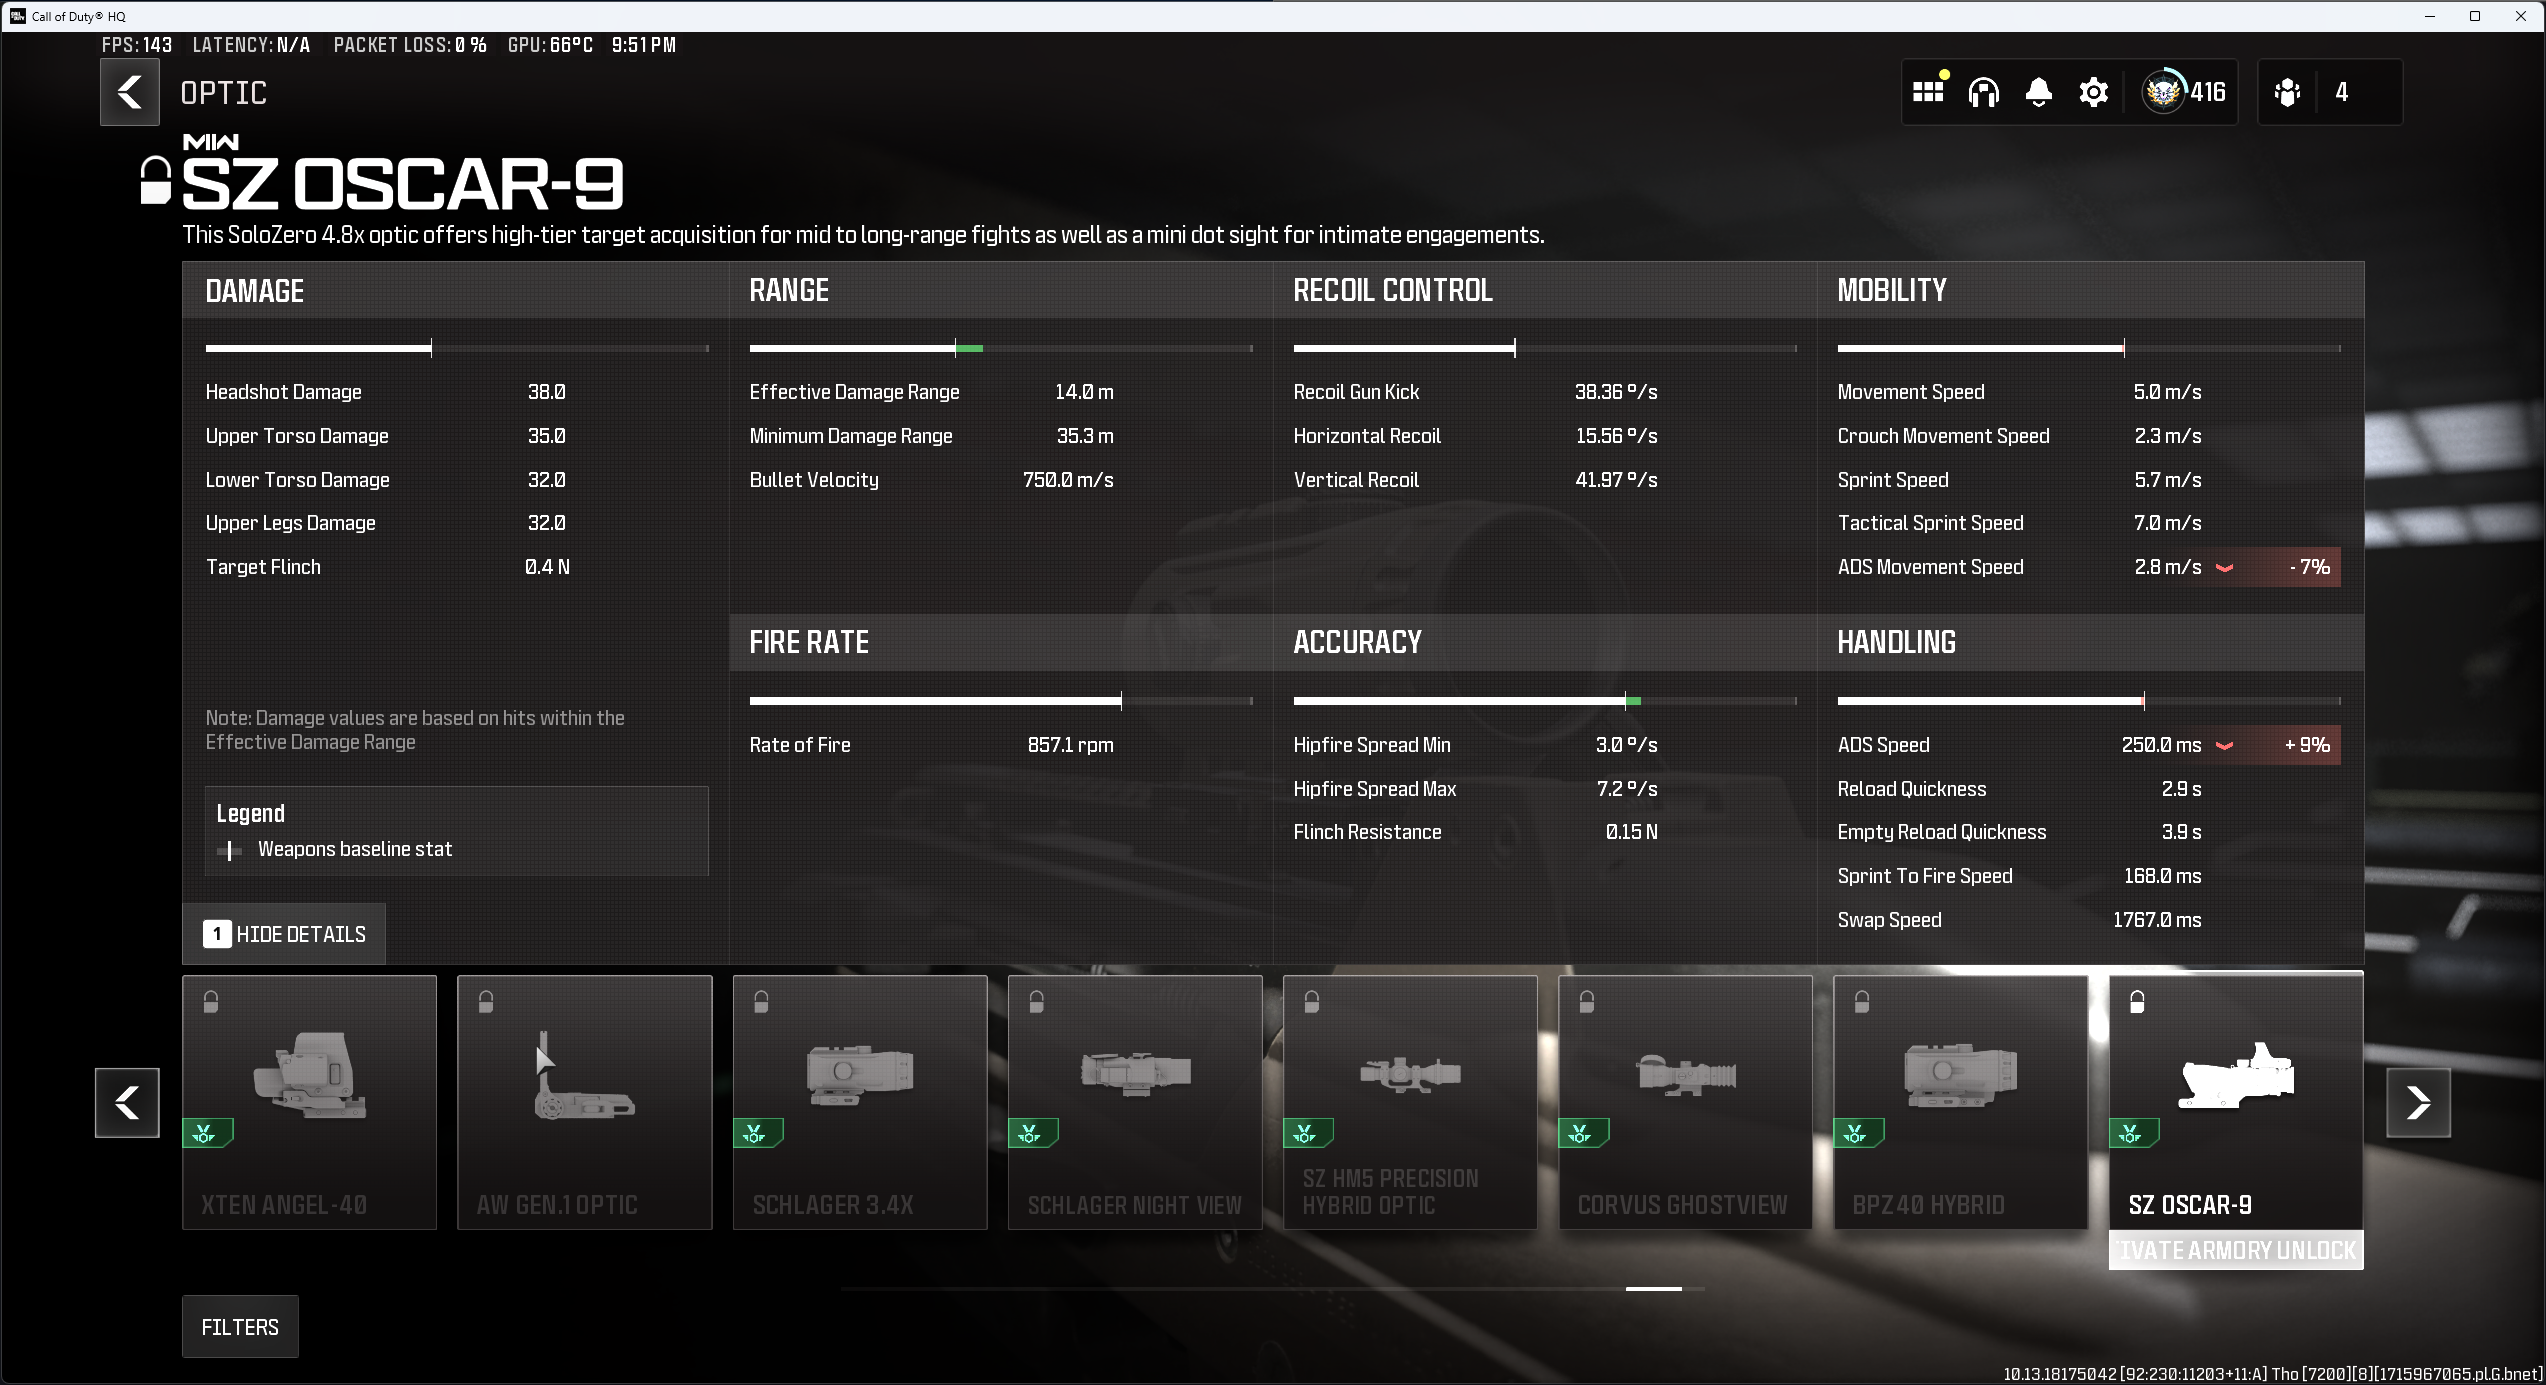 Call of Duty® HQ
FPS: 143 LATENCY: N/A PACKET LOSS: 0 % GPU: 66°C 9:51 PM
OPTIC
416
4
MW
SZ OSCAR-9
This SoloZero 4.8x optic offers high-tier target acquisition for mid to long-range fights as well as a mini dot sight for intimate engagements.
DAMAGE
Headshot Damage 38.0
Upper Torso Damage 35.0
Lower Torso Damage 32.0
Upper Legs Damage 32.0
Target Flinch 0.4 N
Note: Damage values are based on hits within the
Effective Damage Range
Legend
Weapons baseline stat
1 HIDE DETAILS
RANGE
Effective Damage Range 14.0 m
Minimum Damage Range 35.3 m
Bullet Velocity 750.0 m/s
FIRE RATE
Rate of Fire 857.1 rpm
RECOIL CONTROL
Recoil Gun Kick 38.36 º/s
Horizontal Recoil 15.56 º/s
Vertical Recoil 41.97 º/s
ACCURACY
Hipfire Spread Min 3.0 º/s
Hipfire Spread Max 7.2 º/s
Flinch Resistance 0.15 N
MOBILITY
Movement Speed 5.0 m/s
Crouch Movement Speed 2.3 m/s
Sprint Speed 5.7 m/s
Tactical Sprint Speed 7.0 m/s
ADS Movement Speed 2.8 m/s - 7%
HANDLING
ADS Speed 250.0 ms + 9%
Reload Quickness 2.9 s
Empty Reload Quickness 3.9 s
Sprint To Fire Speed 168.0 ms
Swap Speed 1767.0 ms
XTEN ANGEL-40
AW GEN.1 OPTIC
SCHLAGER 3.4X
SCHLAGER NIGHT VIEW
SZ HM5 PRECISION
HYBRID OPTIC
CORVUS GHOSTVIEW
BPZ40 HYBRID
SZ OSCAR-9
IVATE ARMORY UNLOCK
FILTERS
10.13.18175042 [92:230:11203+11:A] Tho [7200][8][1715967065.pl.G.bnet]